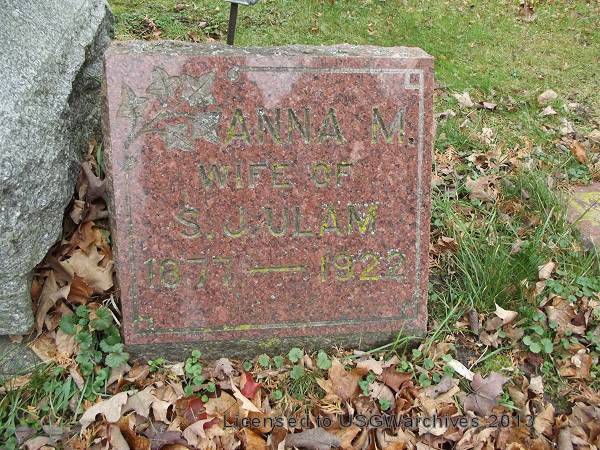 ANNA M.
WIFE OF
S. J. ULAM
1877 — 1922
Licensed to USGWarchives 2013